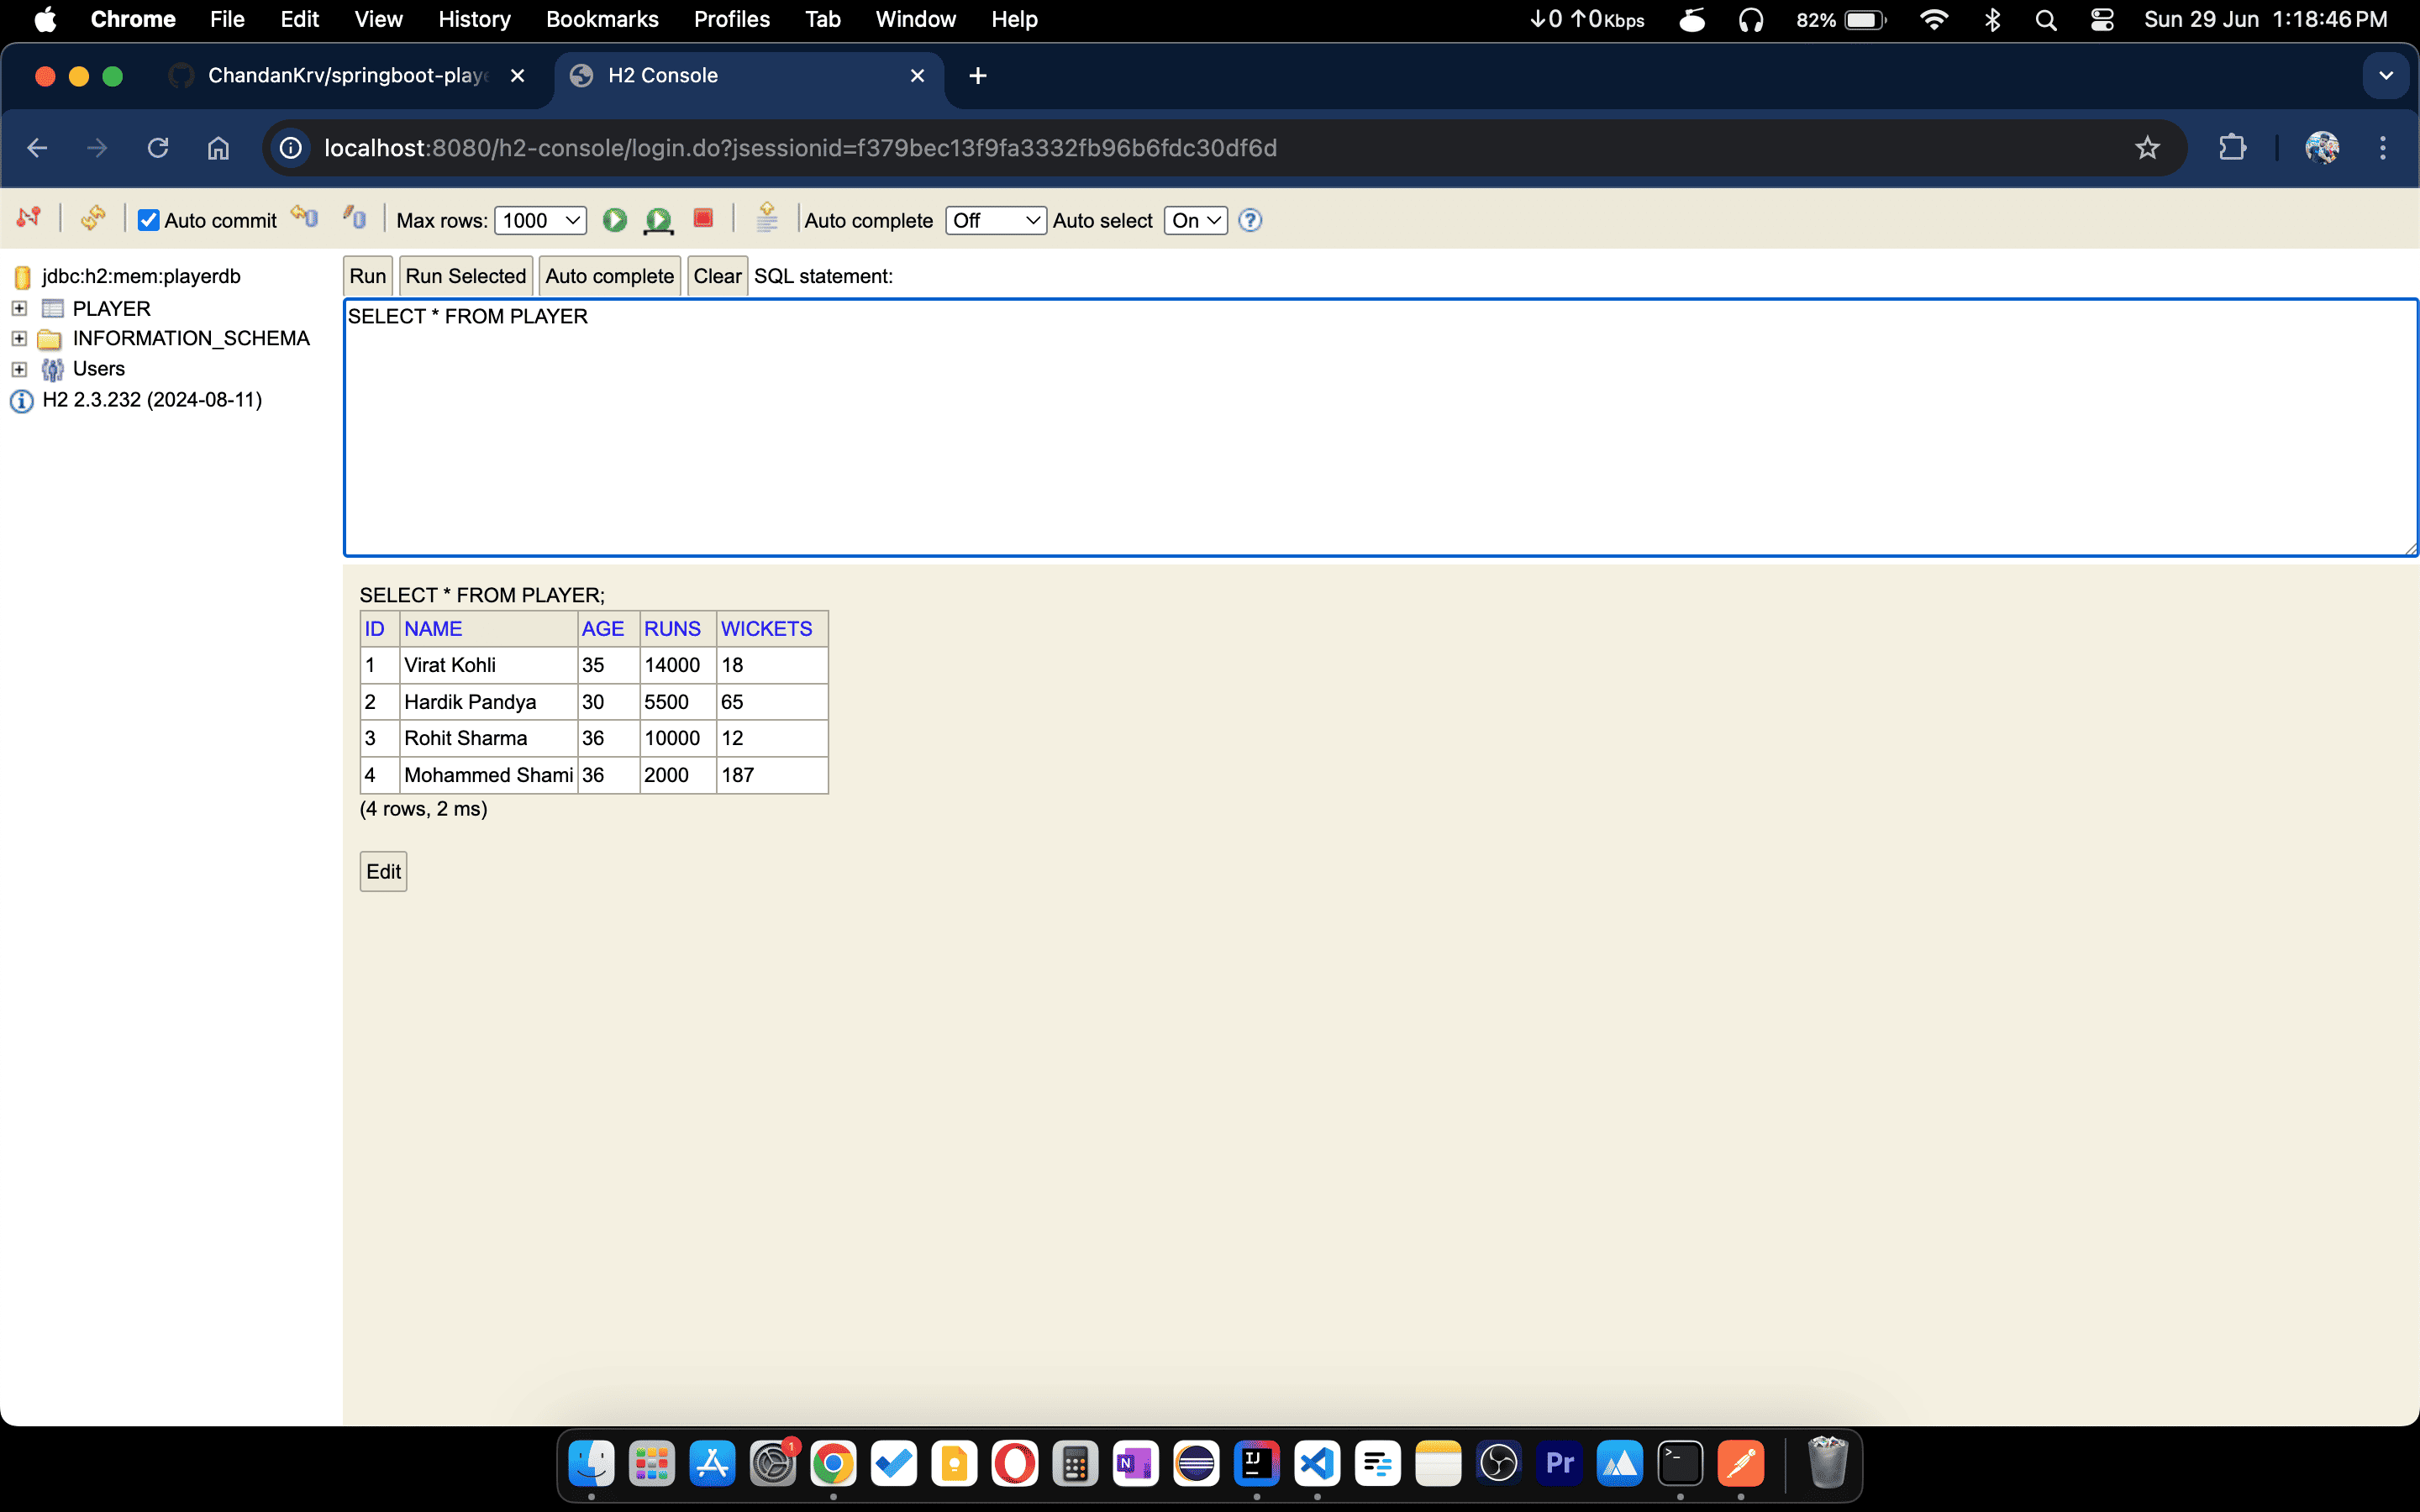 Chrome File Edit View History Bookmarks Profiles Tab Window Help ↓0 ↑0Kbps 82% Sun 29 Jun 1:18:46 PM
ChandanKrv/springboot-play
H2 Console
localhost:8080/h2-console/login.do?jsessionid=f379bec13f9fa3332fb96b6fdc30df6d
Auto commit Max rows: 1000 Auto complete Off Auto select On ?
jdbc:h2:mem:playerdb
PLAYER
INFORMATION_SCHEMA
Users
H2 2.3.232 (2024-08-11)
Run Run Selected Auto complete Clear SQL statement:
SELECT * FROM PLAYER
SELECT * FROM PLAYER;
ID NAME AGE RUNS WICKETS
1 Virat Kohli 35 14000 18
2 Hardik Pandya 30 5500 65
3 Rohit Sharma 36 10000 12
4 Mohammed Shami 36 2000 187
(4 rows, 2 ms)
Edit
1
N IJ Pr >_